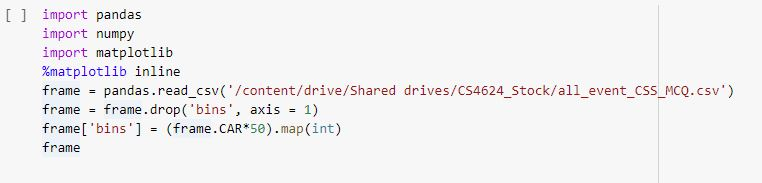 [ ] import pandas
import numpy
import matplotlib
%matplotlib inline
frame = pandas.read_csv('/content/drive/Shared drives/CS4624_Stock/all_event_CSS_MCQ.csv')
frame = frame.drop('bins', axis = 1)
frame['bins'] = (frame.CAR*50).map(int)
frame